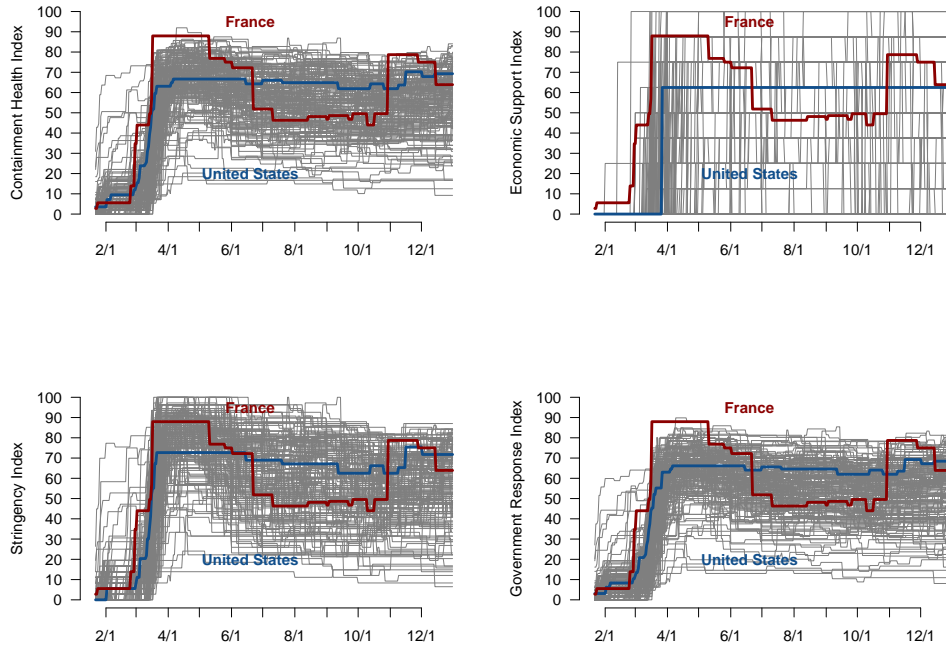 Containment Health Index
100
90
80
70
60
50
40
30
20
10
0
France
United States
2/1 4/1 6/1 8/1 10/1 12/1
Economic Support Index
100
90
80
70
60
50
40
30
20
10
0
France
United States
2/1 4/1 6/1 8/1 10/1 12/1
Stringency Index
100
90
80
70
60
50
40
30
20
10
0
France
United States
2/1 4/1 6/1 8/1 10/1 12/1
Government Response Index
100
90
80
70
60
50
40
30
20
10
0
France
United States
2/1 4/1 6/1 8/1 10/1 12/1